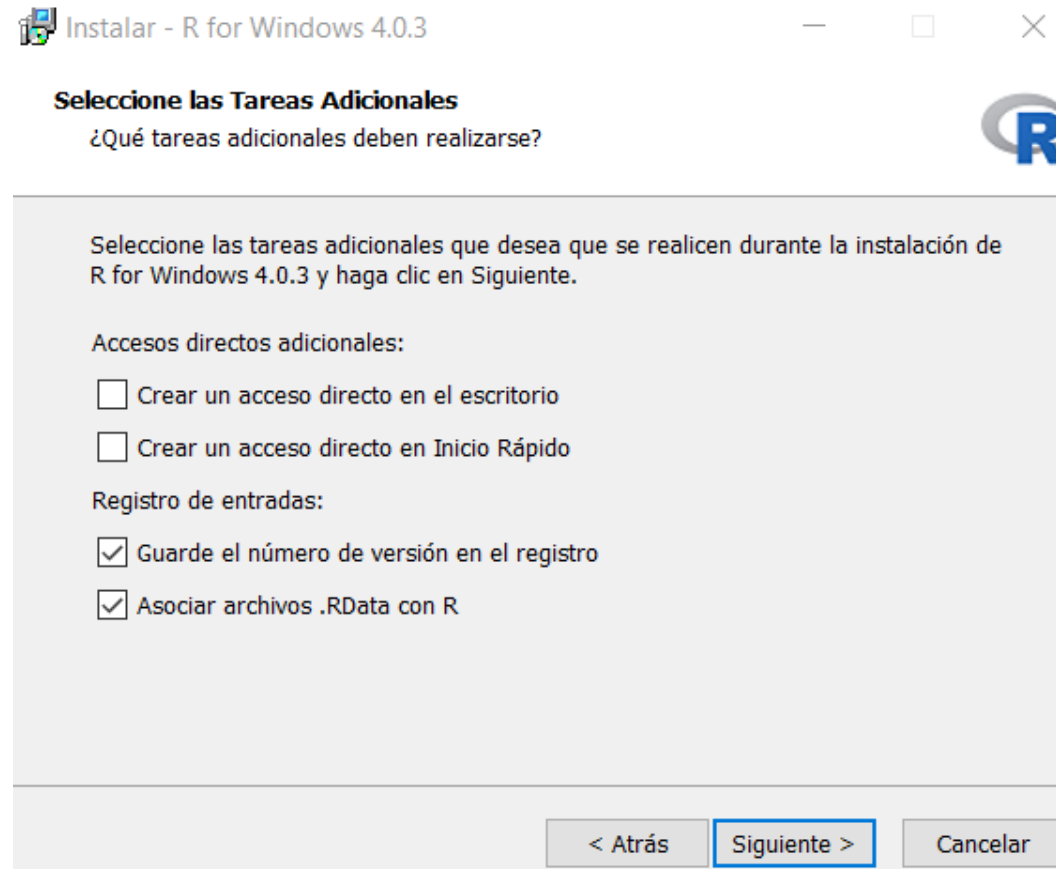 Instalar - R for Windows 4.0.3
Seleccione las Tareas Adicionales
¿Qué tareas adicionales deben realizarse?
R
Seleccione las tareas adicionales que desea que se realicen durante la instalación de
R for Windows 4.0.3 y haga clic en Siguiente.
Accesos directos adicionales:
Crear un acceso directo en el escritorio
Crear un acceso directo en Inicio Rápido
Registro de entradas:
Guarde el número de versión en el registro
Asociar archivos .RData con R
< Atrás
Siguiente >
Cancelar